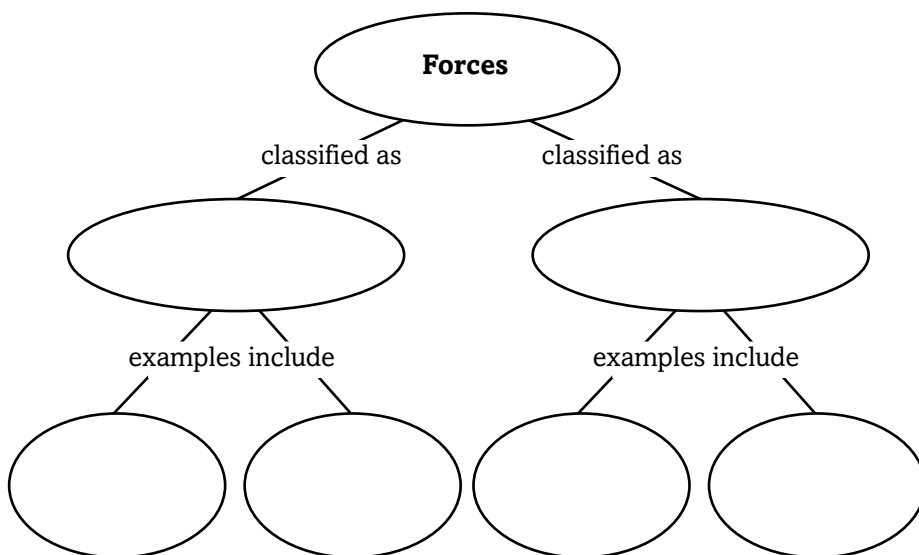 Forces
classified as
classified as
examples include
examples include